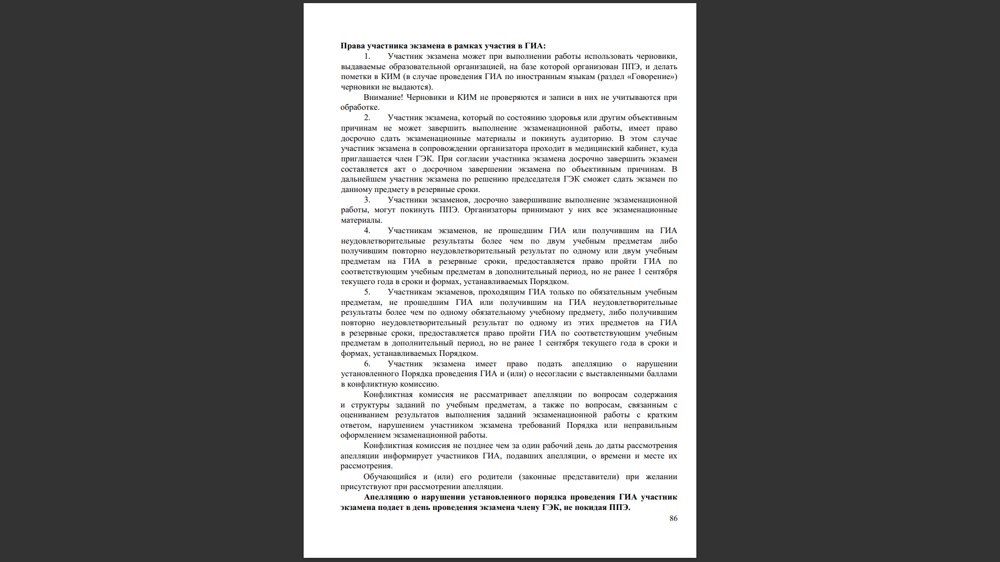 Права участника экзамена в рамках участия в ГИА:
1. Участник экзамена может при выполнении работы использовать черновики,
выдаваемые образовательной организацией, на базе которой организован ППЭ, и делать
пометки в КИМ (в случае проведения ГИА по иностранным языкам (раздел «Говорение»)
черновики не выдаются).
Внимание! Черновики и КИМ не проверяются и записи в них не учитываются при
обработке.
2. Участник экзамена, который по состоянию здоровья или другим объективным
причинам не может завершить выполнение экзаменационной работы, имеет право
досрочно сдать экзаменационные материалы и покинуть аудиторию. В этом случае
участник экзамена в сопровождении организатора проходит в медицинский кабинет, куда
приглашается член ГЭК. При согласии участника экзамена досрочно завершить экзамен
составляется акт о досрочном завершении экзамена по объективным причинам. В
дальнейшем участник экзамена по решению председателя ГЭК сможет сдать экзамен по
данному предмету в резервные сроки.
3. Участники экзаменов, досрочно завершившие выполнение экзаменационной
работы, могут покинуть ППЭ. Организаторы принимают у них все экзаменационные
материалы.
4. Участникам экзаменов, не прошедшим ГИА или получившим на ГИА
неудовлетворительные результаты более чем по двум учебным предметам либо
получившим повторно неудовлетворительный результат по одному или двум учебным
предметам на ГИА в резервные сроки, предоставляется право пройти ГИА по
соответствующим учебным предметам в дополнительный период, но не ранее 1 сентября
текущего года в сроки и формах, устанавливаемых Порядком.
5. Участникам экзаменов, проходящим ГИА только по обязательным учебным
предметам, не прошедшим ГИА или получившим на ГИА неудовлетворительные
результаты более чем по одному обязательному учебному предмету, либо получившим
повторно неудовлетворительный результат по одному из этих предметов на ГИА
в резервные сроки, предоставляется право пройти ГИА по соответствующим учебным
предметам в дополнительный период, но не ранее 1 сентября текущего года в сроки и
формах, устанавливаемых Порядком.
6. Участник экзамена имеет право подать апелляцию о нарушении
установленного Порядка проведения ГИА и (или) о несогласии с выставленными баллами
в конфликтную комиссию.
Конфликтная комиссия не рассматривает апелляции по вопросам содержания
и структуры заданий по учебным предметам, а также по вопросам, связанным с
оцениванием результатов выполнения заданий экзаменационной работы с кратким
ответом, нарушением участником экзамена требований Порядка или неправильным
оформлением экзаменационной работы.
Конфликтная комиссия не позднее чем за один рабочий день до даты рассмотрения
апелляции информирует участников ГИА, подавших апелляции, о времени и месте их
рассмотрения.
Обучающийся и (или) его родители (законные представители) при желании
присутствуют при рассмотрении апелляции.
Апелляцию о нарушении установленного порядка проведения ГИА участник
экзамена подает в день проведения экзамена члену ГЭК, не покидая ППЭ.
86